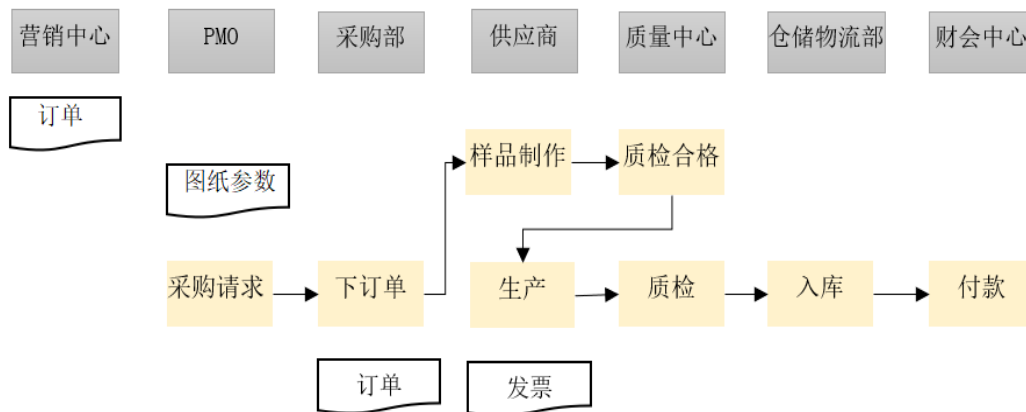 营销中心
PMO
采购部
供应商
质量中心
仓储物流部
财会中心
订单
样品制作
质检合格
图纸参数
采购请求
下订单
生产
质检
入库
付款
订单
发票